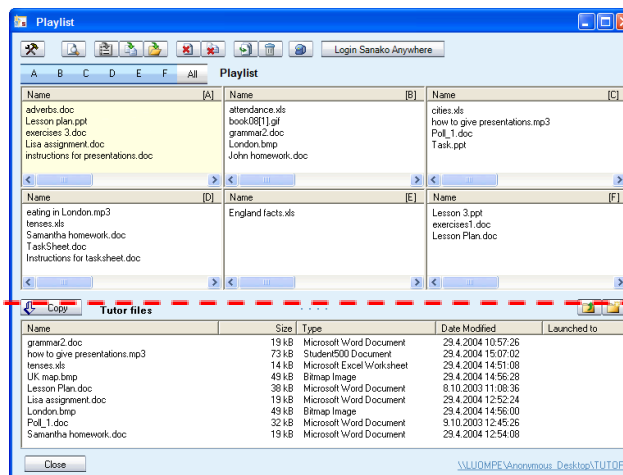 Playlist
Login Sanako Anywhere
A B C D E F All Playlist
Name [A]
adverbs.doc
Lesson plan.ppt
exercises 3.doc
Lisa assignment.doc
instructions for presentations.doc
Name [B]
attendance.xls
book08[1].gif
grammar2.doc
London.bmp
John homework.doc
Name [C]
cities.xls
how to give presentations.mp3
Poll_1.doc
Task.ppt
Name [D]
eating in London.mp3
tenses.xls
Samantha homework.doc
TaskSheet.doc
Instructions for tasksheet.doc
Name [E]
England facts.xls
Name [F]
Lesson 3.ppt
exercises1.doc
Lesson Plan.doc
Copy Tutor files
Name Size Type Date Modified Launched to
grammar2.doc 19 kB Microsoft Word Document 29.4.2004 10:57:26
how to give presentations.mp3 73 kB Student500 Document 29.4.2004 15:07:02
tenses.xls 14 kB Microsoft Excel Worksheet 29.4.2004 14:51:08
UK map.bmp 49 kB Bitmap Image 29.4.2004 14:56:28
Lesson Plan.doc 38 kB Microsoft Word Document 8.10.2003 11:08:36
Lisa assignment.doc 19 kB Microsoft Word Document 29.4.2004 12:52:24
London.bmp 49 kB Bitmap Image 29.4.2004 14:56:00
Poll_1.doc 32 kB Microsoft Word Document 9.10.2003 12:45:26
Samantha homework.doc 19 kB Microsoft Word Document 29.4.2004 12:54:08
Close \\LUOMPE\Anonymous Desktop\TUTOF